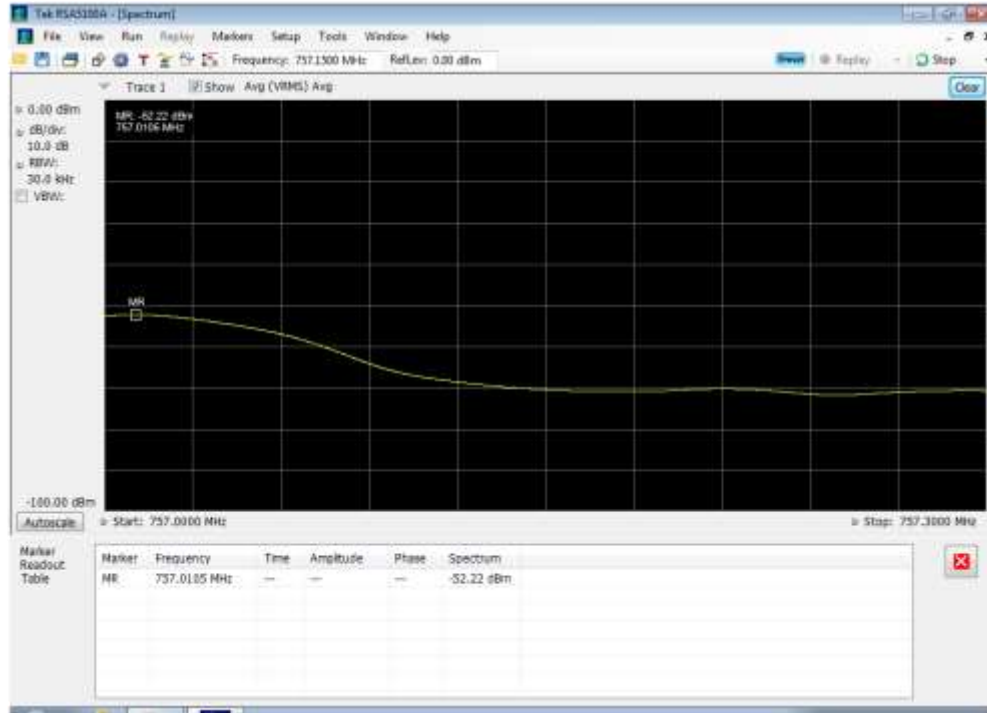 Tek RSA5100A - [Spectrum]
File View Run Replay Markers Setup Tools Window Help
Frequency: 757.1500 MHz RefLev: 0.00 dBm Preset Replay Stop
Trace 1 Show Avg (VRMS) Avg Clear
0.00 dBm
dB/div:
10.0 dB
RBW:
30.0 kHz
VBW:
MR: -52.22 dBm
757.0105 MHz
MR
-100.00 dBm
Autoscale Start: 757.0000 MHz Stop: 757.3000 MHz
Marker
Readout
Table
Marker Frequency Time Amplitude Phase Spectrum
MR 757.0105 MHz --- --- --- -52.22 dBm